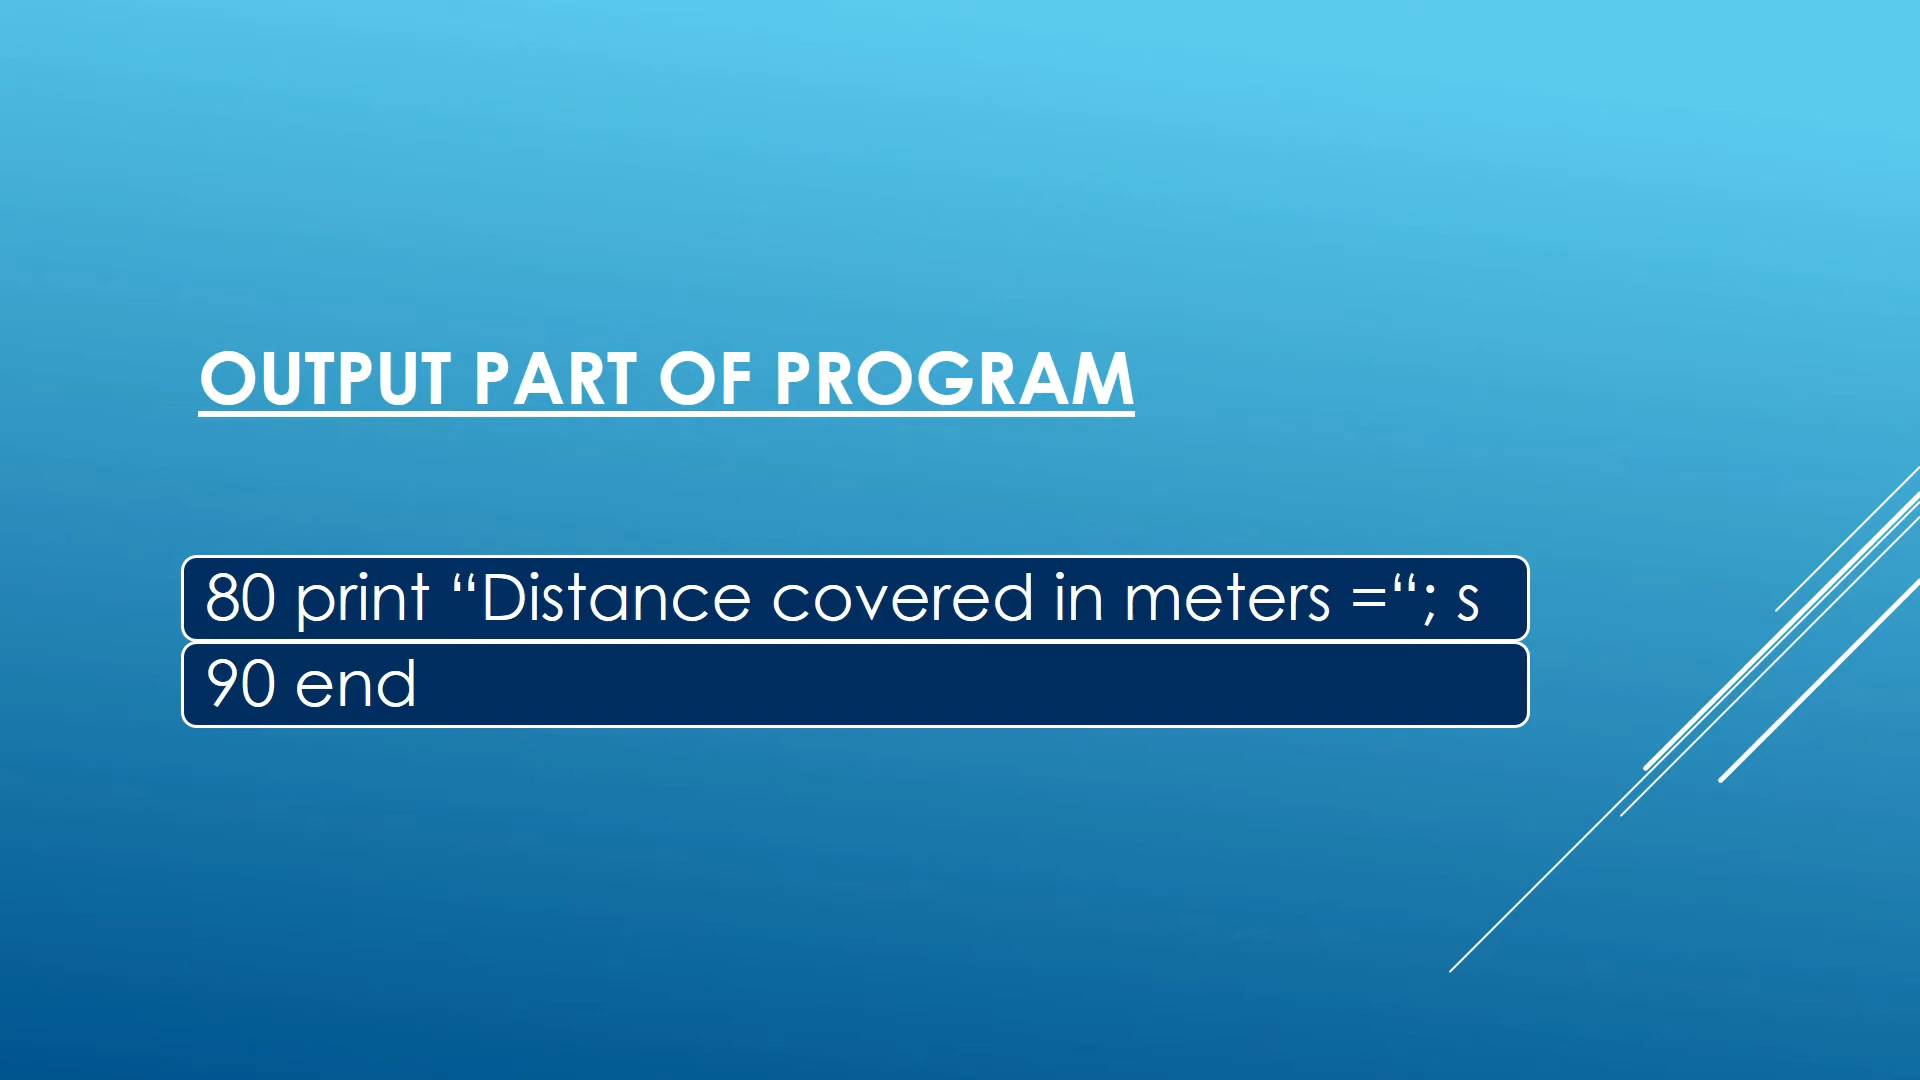 OUTPUT PART OF PROGRAM
80 print “Distance covered in meters =“; s
90 end